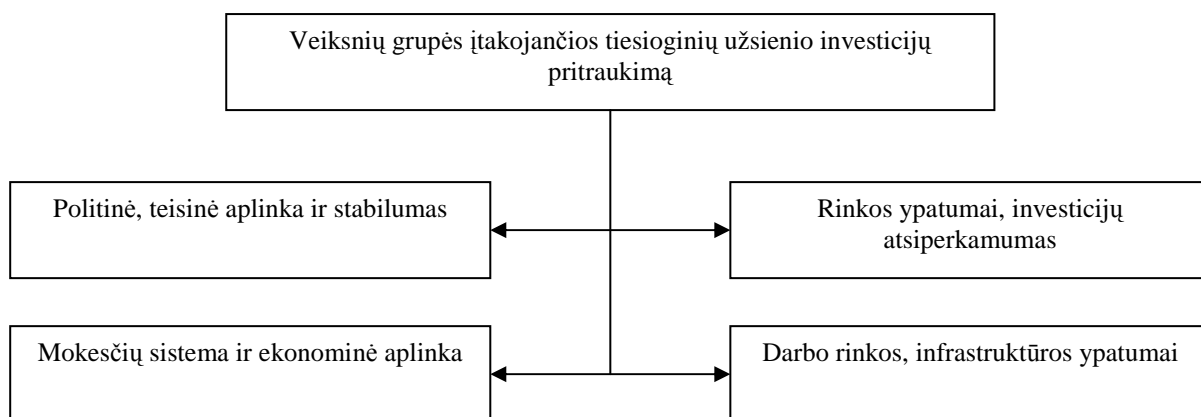 Veiksnių grupės įtakojančios tiesioginių užsienio investicijų
pritraukimą
Politinė, teisinė aplinka ir stabilumas
Rinkos ypatumai, investicijų
atsiperkamumas
Mokesčių sistema ir ekonominė aplinka
Darbo rinkos, infrastruktūros ypatumai